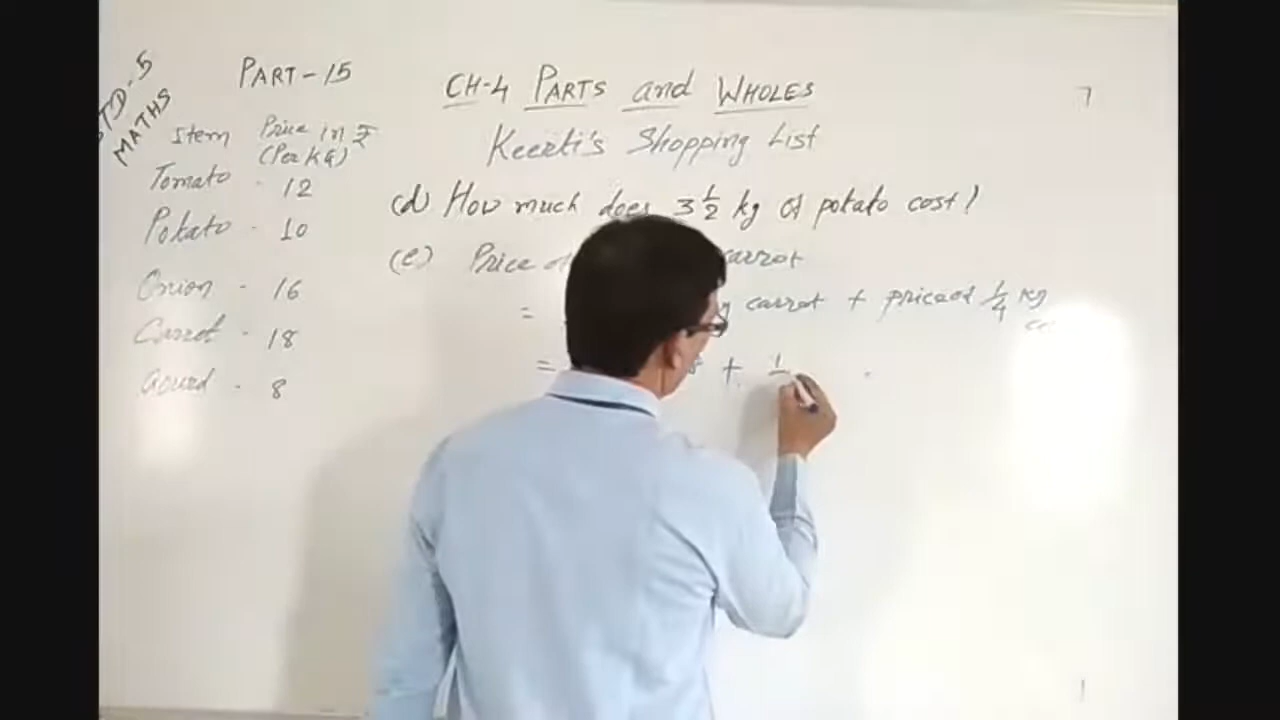 STD-5
MATHS
PART-15
CH-4 PARTS and WHOLES
Keerti's Shopping List
Item Price in ₹
(Per KG)
Tomato - 12
Potato - 10
Onion - 16
Carrot - 18
Gourd - 8
(d) How much does 3 1/2 kg of potato cost?
(e) Price of carrot
= carrot + price of 1/4 kg
= + 1